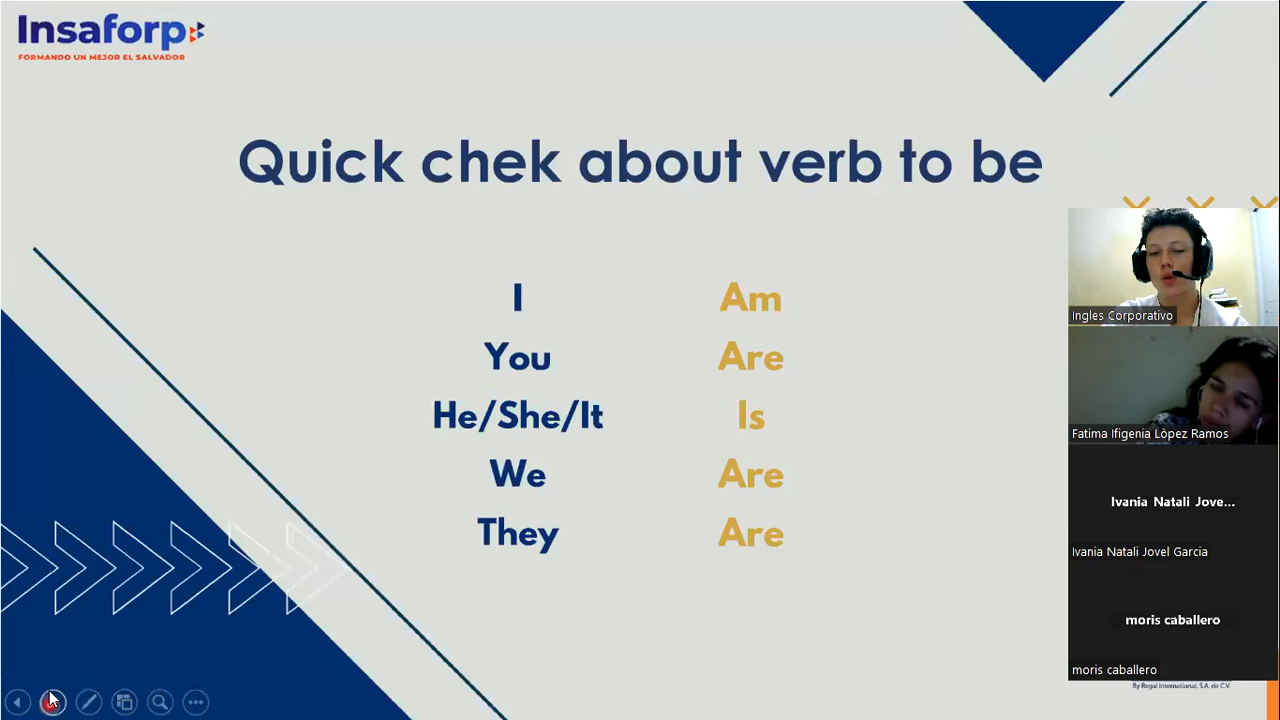 Insaforp
FORMANDO UN MEJOR EL SALVADOR
Quick chek about verb to be
I Am
You Are
He/She/It Is
We Are
They Are
Ingles Corporativo
Fatima Ifigenia Lòpez Ramos
Ivania Natali Jove...
Ivania Natali Jovel Garcia
moris caballero
moris caballero
By Regal International, S.A. de C.V.